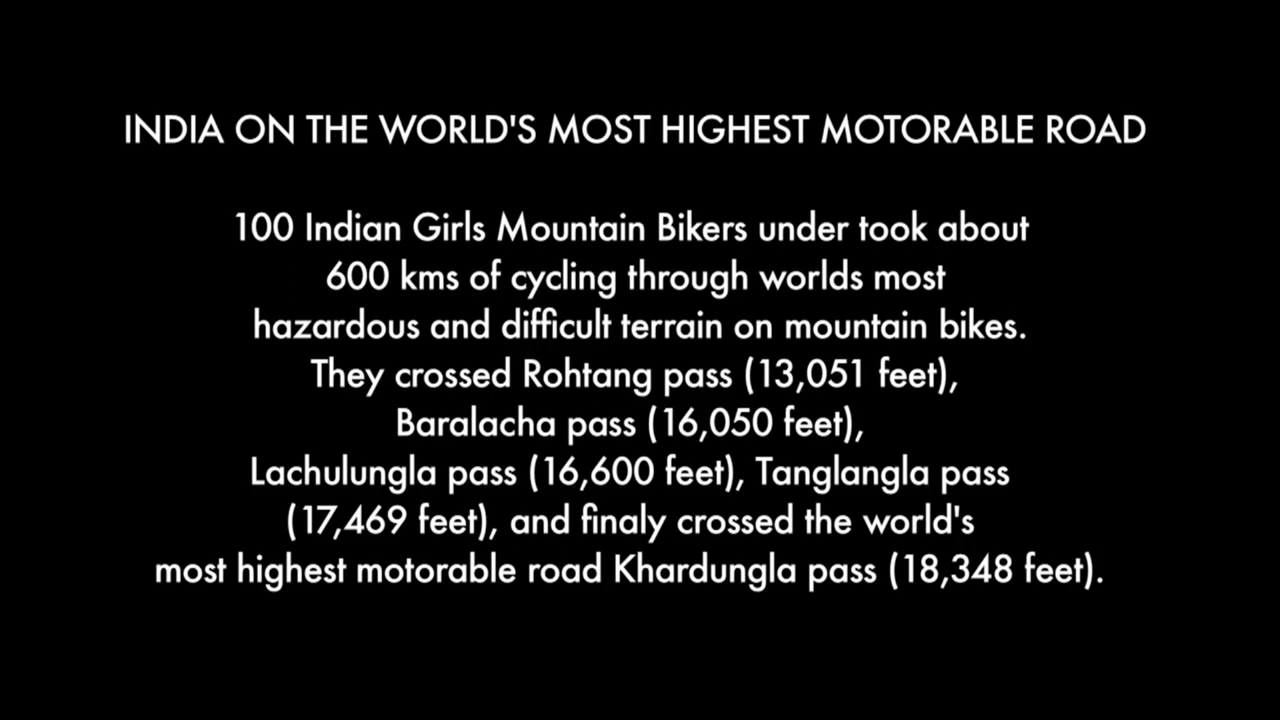 INDIA ON THE WORLD'S MOST HIGHEST MOTORABLE ROAD
100 Indian Girls Mountain Bikers under took about
600 kms of cycling through worlds most
hazardous and difficult terrain on mountain bikes.
They crossed Rohtang pass (13,051 feet),
Baralacha pass (16,050 feet),
Lachulungla pass (16,600 feet), Tanglangla pass
(17,469 feet), and finaly crossed the world's
most highest motorable road Khardungla pass (18,348 feet).